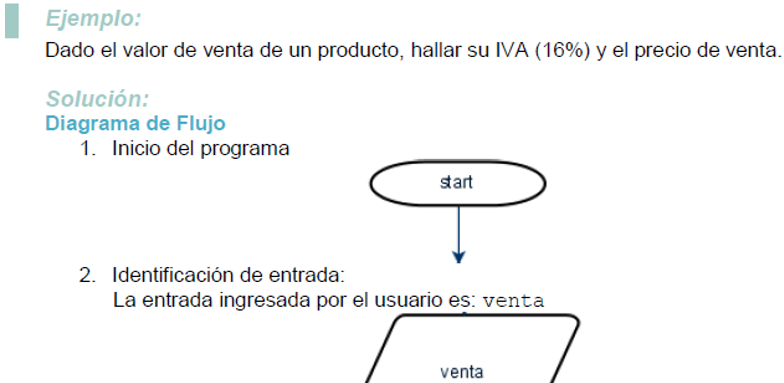 Ejemplo:
Dado el valor de venta de un producto, hallar su IVA (16%) y el precio de venta.
Solución:
Diagrama de Flujo
1. Inicio del programa
start
2. Identificación de entrada:
La entrada ingresada por el usuario es: venta
venta